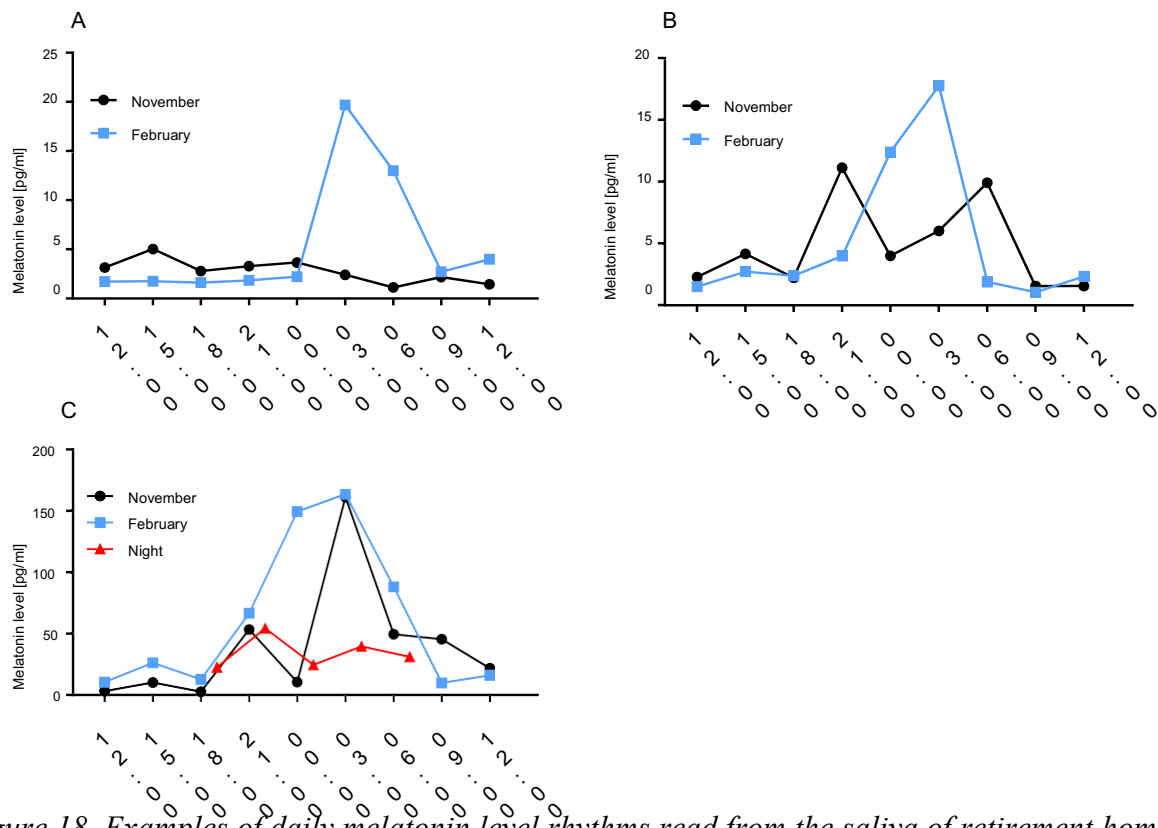 A
Melatonin level [pg/ml]
25
20
15
10
5
0
November
February
12:00 15:00 18:00 21:00 00:00 03:00 06:00 09:00 12:00
B
Melatonin level [pg/ml]
20
15
10
5
0
November
February
12:00 15:00 18:00 21:00 00:00 03:00 06:00 09:00 12:00
C
Melatonin level [pg/ml]
200
150
100
50
0
November
February
Night
12:00 15:00 18:00 21:00 00:00 03:00 06:00 09:00 12:00
gure 18. Examples of daily melatonin level rhythms read from the saliva of retirement hom